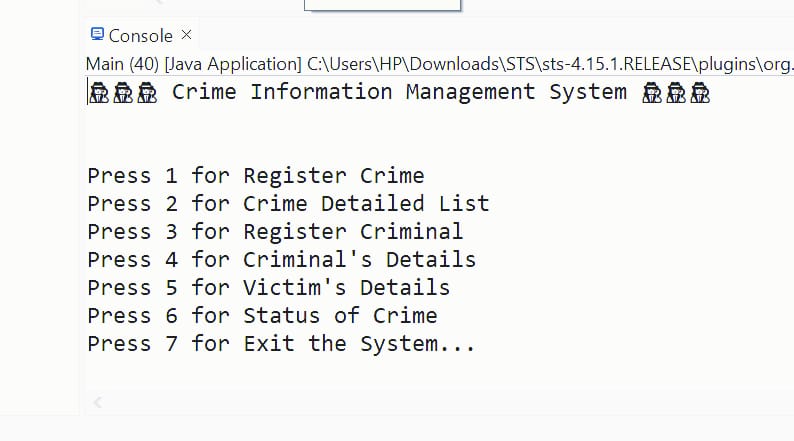 Console
Main (40) [Java Application] C:\Users\HP\Downloads\STS\sts-4.15.1.RELEASE\plugins\org.
🕵🕵🕵 Crime Information Management System 🕵🕵🕵
Press 1 for Register Crime
Press 2 for Crime Detailed List
Press 3 for Register Criminal
Press 4 for Criminal's Details
Press 5 for Victim's Details
Press 6 for Status of Crime
Press 7 for Exit the System...